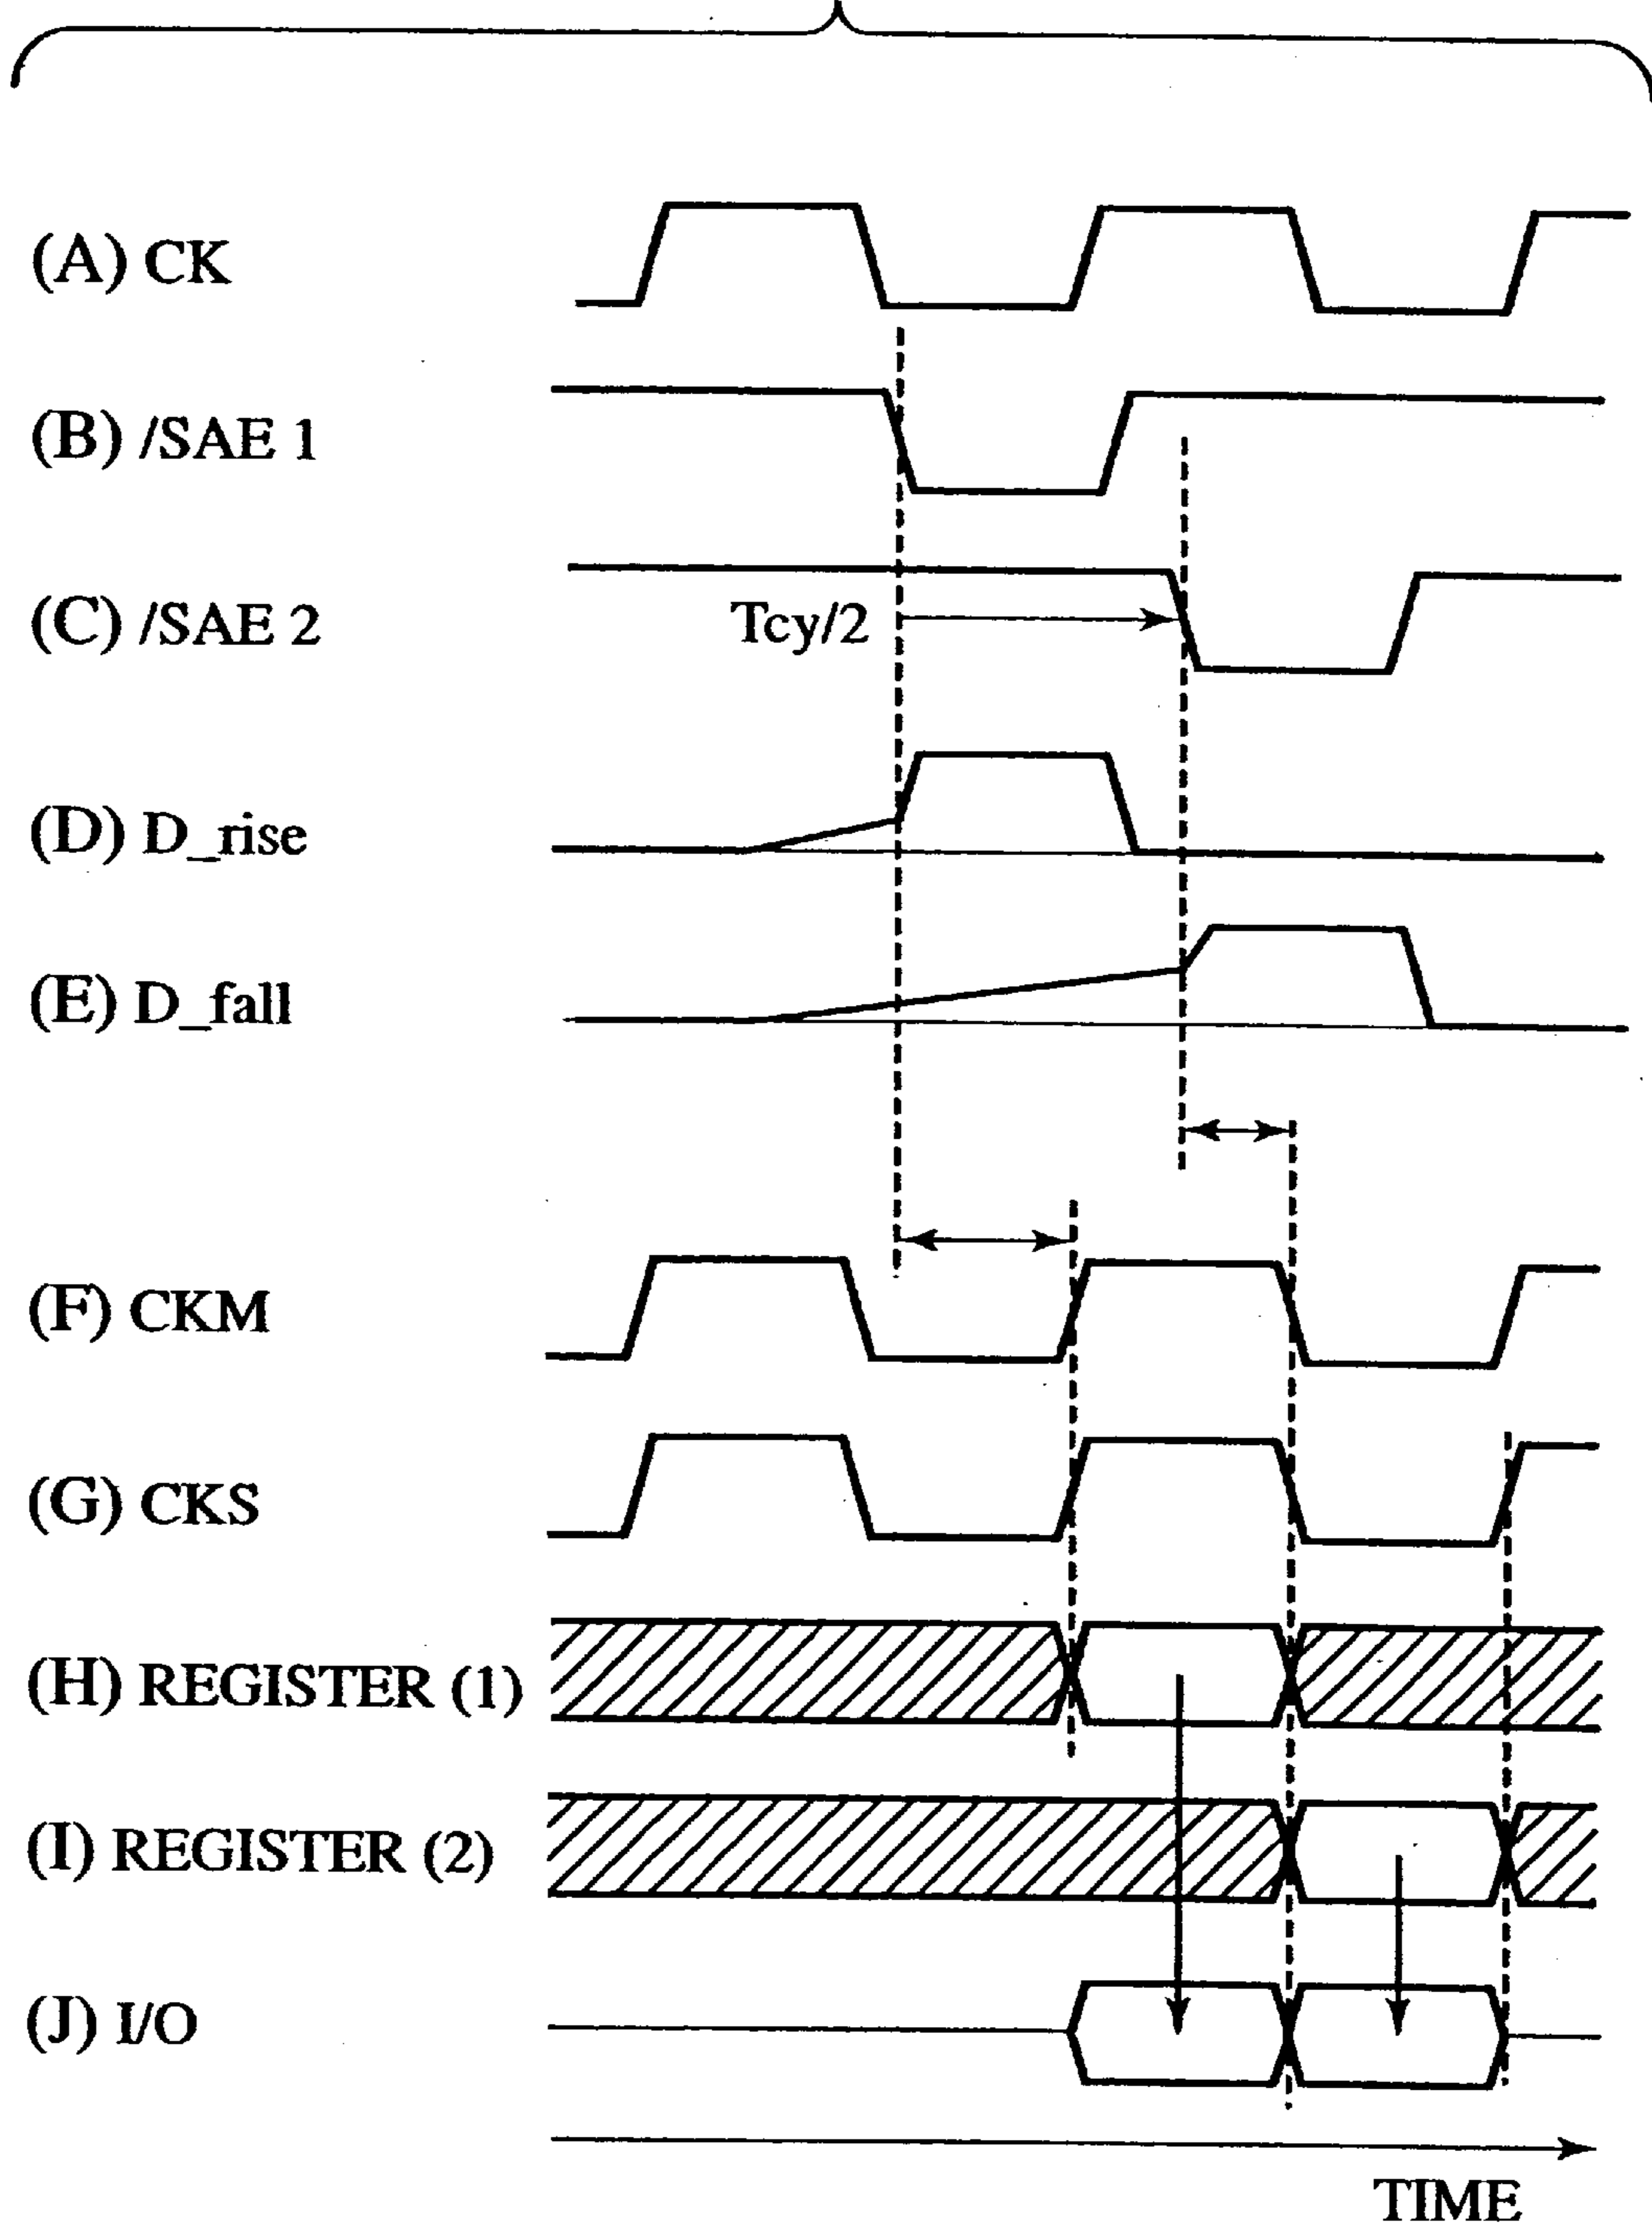 (A) CK
(B) /SAE 1
(C) /SAE 2
Tcy/2
(D) D_rise
(E) D_fall
(F) CKM
(G) CKS
(H) REGISTER (1)
(I) REGISTER (2)
(J) I/O
TIME